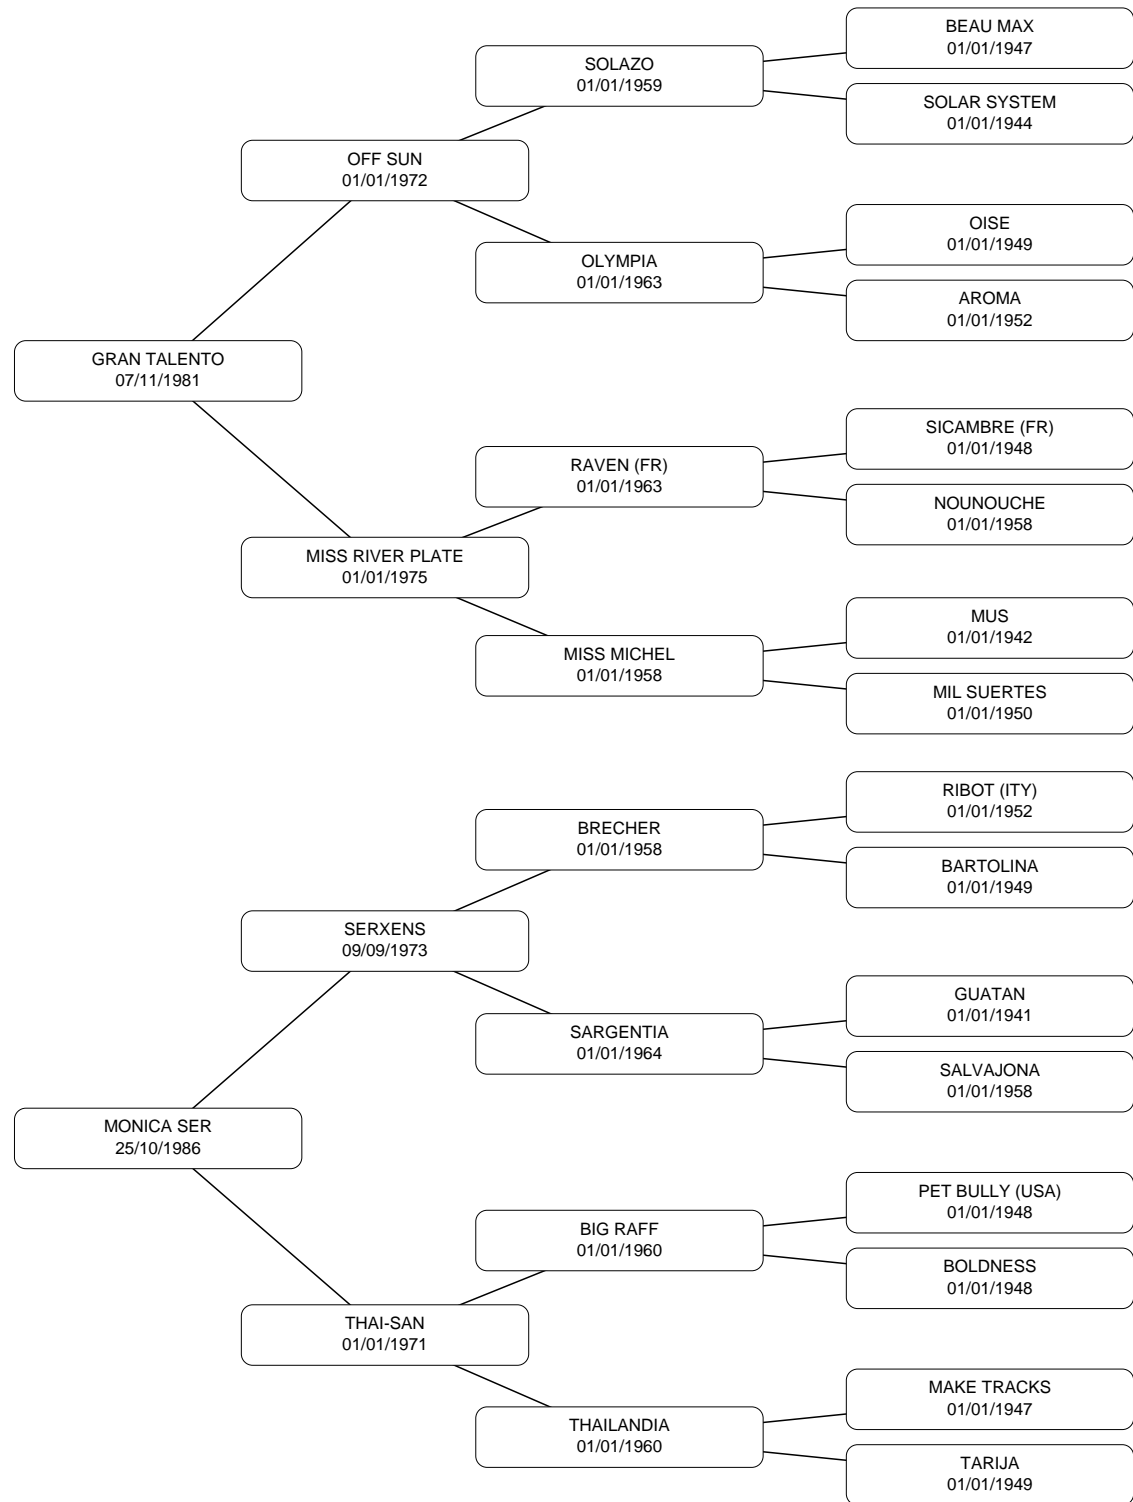 BEAU MAX
01/01/1947
SOLAZO
01/01/1959
SOLAR SYSTEM
01/01/1944
OFF SUN
01/01/1972
OISE
01/01/1949
OLYMPIA
01/01/1963
AROMA
01/01/1952
GRAN TALENTO
07/11/1981
SICAMBRE (FR)
01/01/1948
RAVEN (FR)
01/01/1963
NOUNOUCHE
01/01/1958
MISS RIVER PLATE
01/01/1975
MUS
01/01/1942
MISS MICHEL
01/01/1958
MIL SUERTES
01/01/1950
RIBOT (ITY)
01/01/1952
BRECHER
01/01/1958
BARTOLINA
01/01/1949
SERXENS
09/09/1973
GUATAN
01/01/1941
SARGENTIA
01/01/1964
SALVAJONA
01/01/1958
MONICA SER
25/10/1986
PET BULLY (USA)
01/01/1948
BIG RAFF
01/01/1960
BOLDNESS
01/01/1948
THAI-SAN
01/01/1971
MAKE TRACKS
01/01/1947
THAILANDIA
01/01/1960
TARIJA
01/01/1949